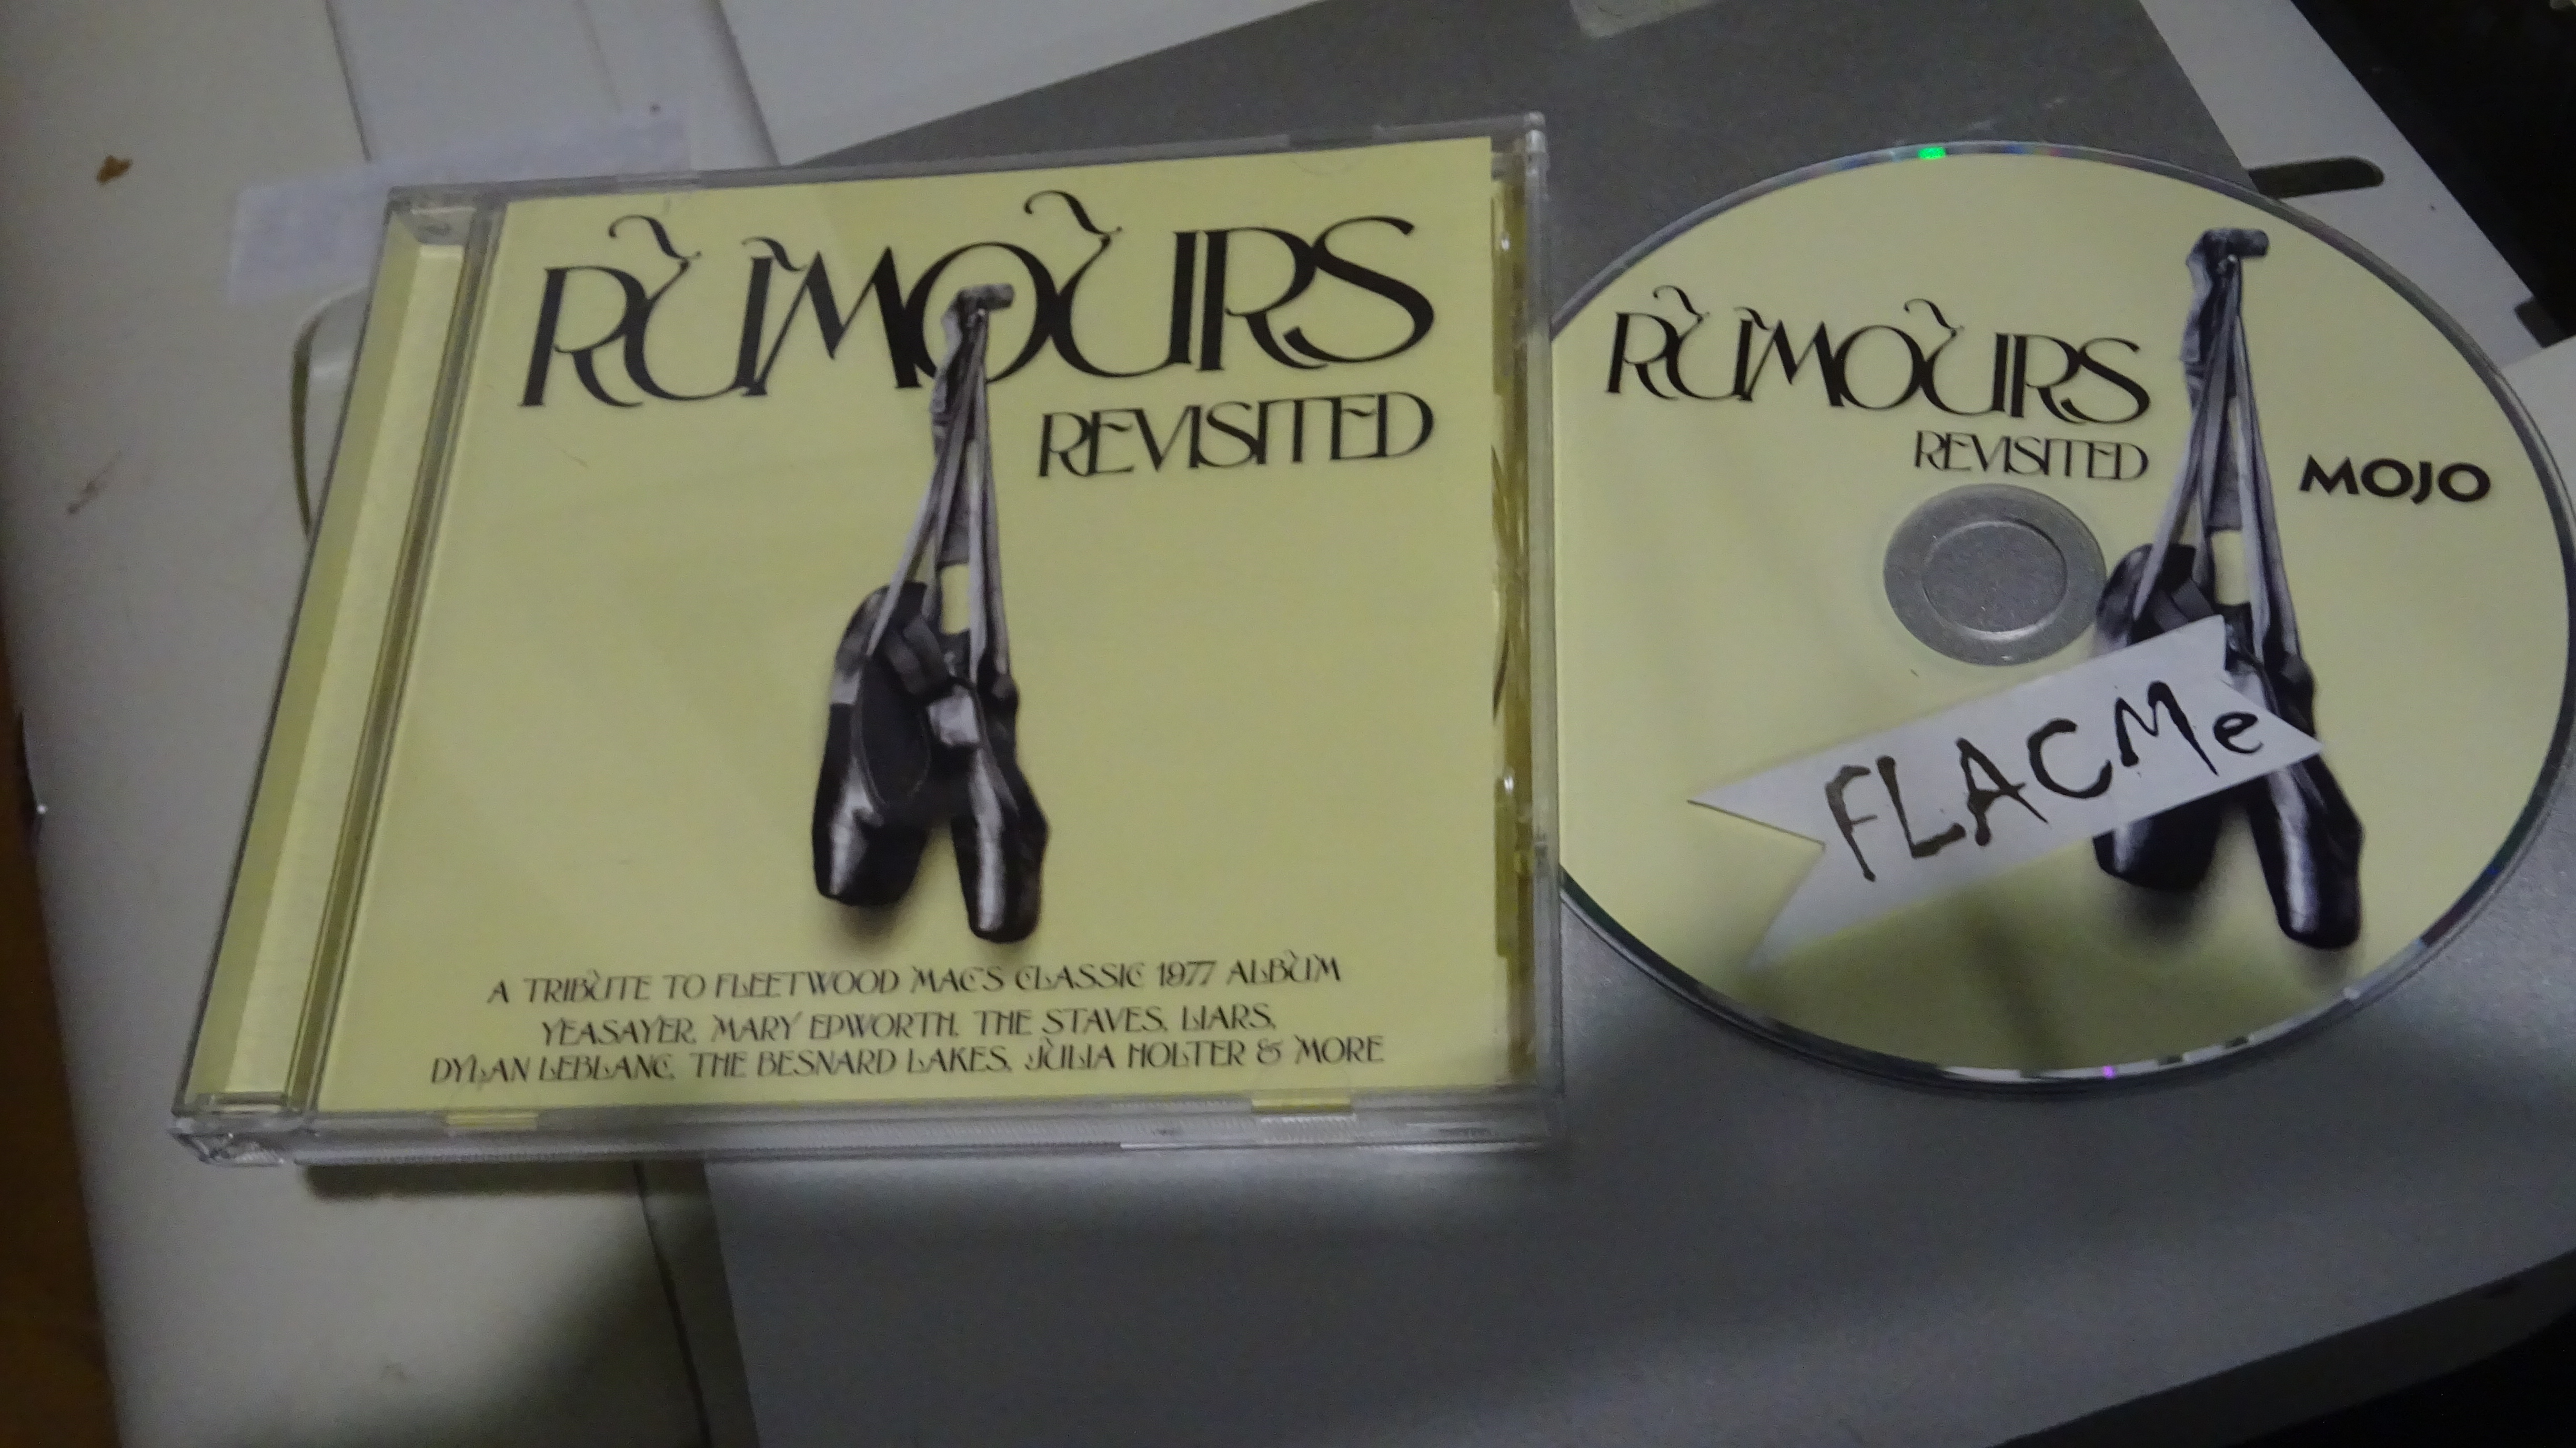 RUMOURS
REVISITED
A TRIBUTE TO FLEETWOOD MAC'S CLASSIC 1977 ALBUM
YEASAYER, MARY EPWORTH, THE STAVES, LIARS,
DYLAN LEBLANC, THE BESNARD LAKES, JULIA HOLTER & MORE
RUMOURS
REVISITED
MOJO
FLACMe